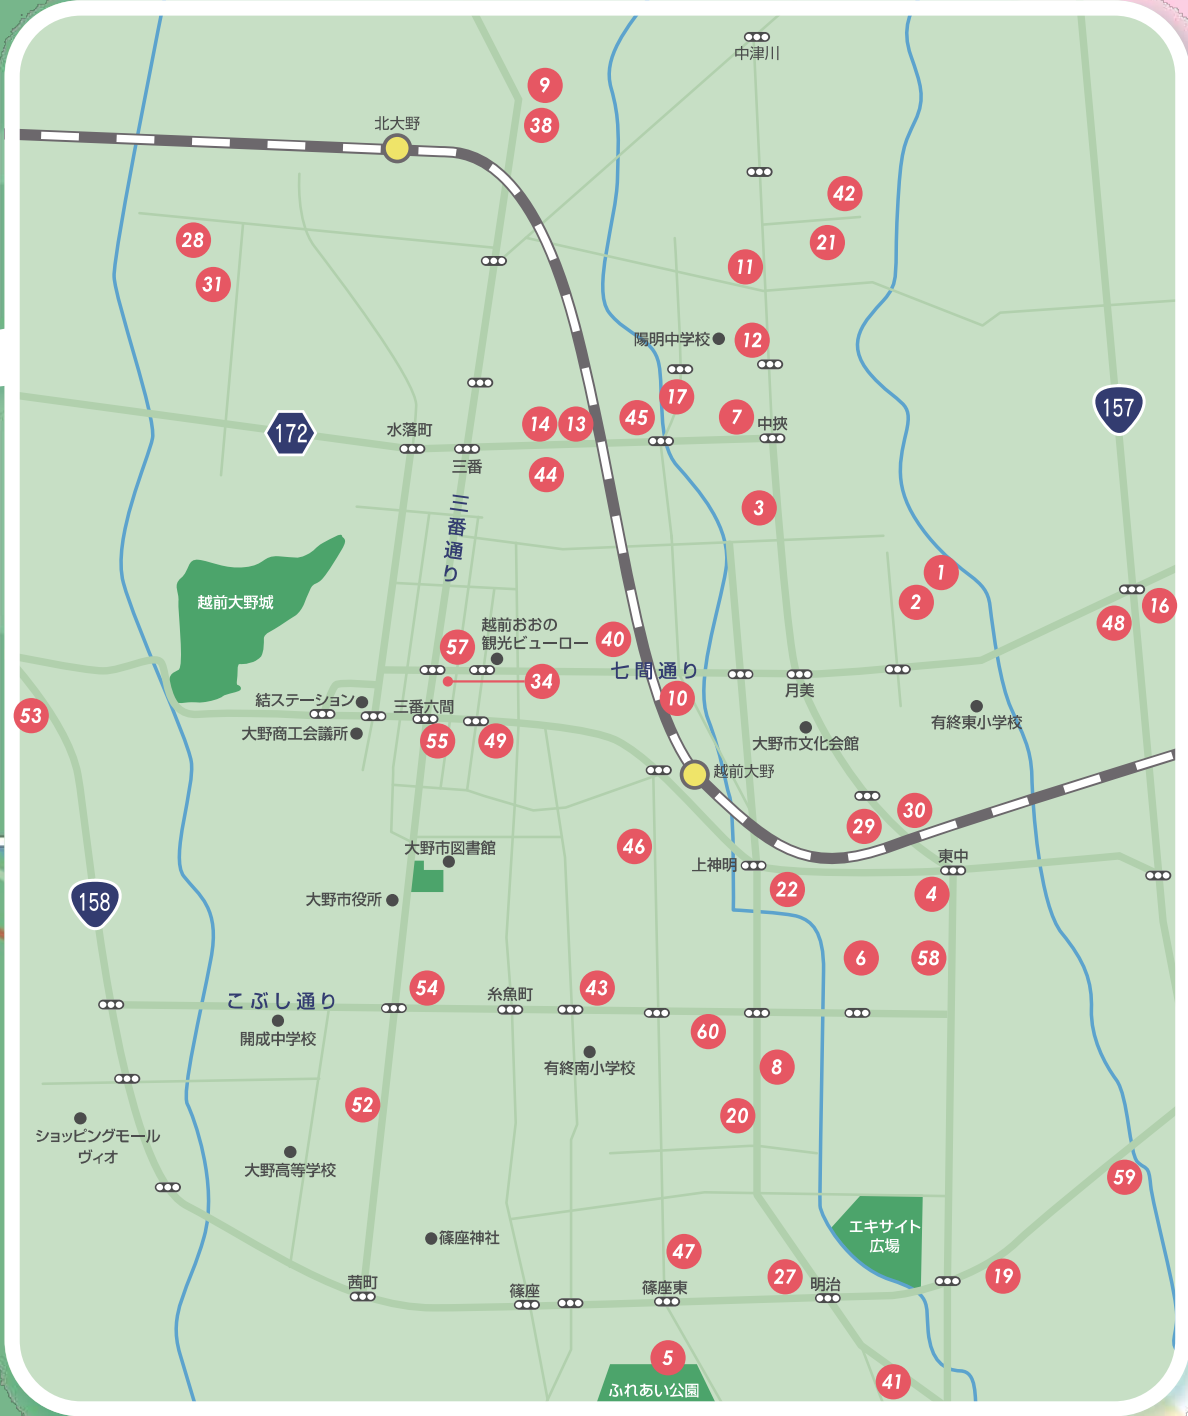 中津川
9
38
北大野
42
28
21
11
31
陽明中学校
12
17
157
14
13
45
7
中挾
172
水落町
三番
44
三番通り
3
1
2
16
48
越前大野城
越前おおの
観光ビューロー
57
40
七間通り
34
10
月美
53
結ステーション
三番六間
有終東小学校
大野商工会議所
55
49
大野市文化会館
越前大野
30
29
46
大野市図書館
上神明
東中
22
4
大野市役所
158
6
58
54
糸魚町
43
こぶし通り
開成中学校
60
有終南小学校
8
52
20
ショッピングモール
ヴィオ
大野高等学校
59
エキサイト
広場
篠座神社
47
27
19
茜町
篠座
篠座東
明治
5
ふれあい公園
41